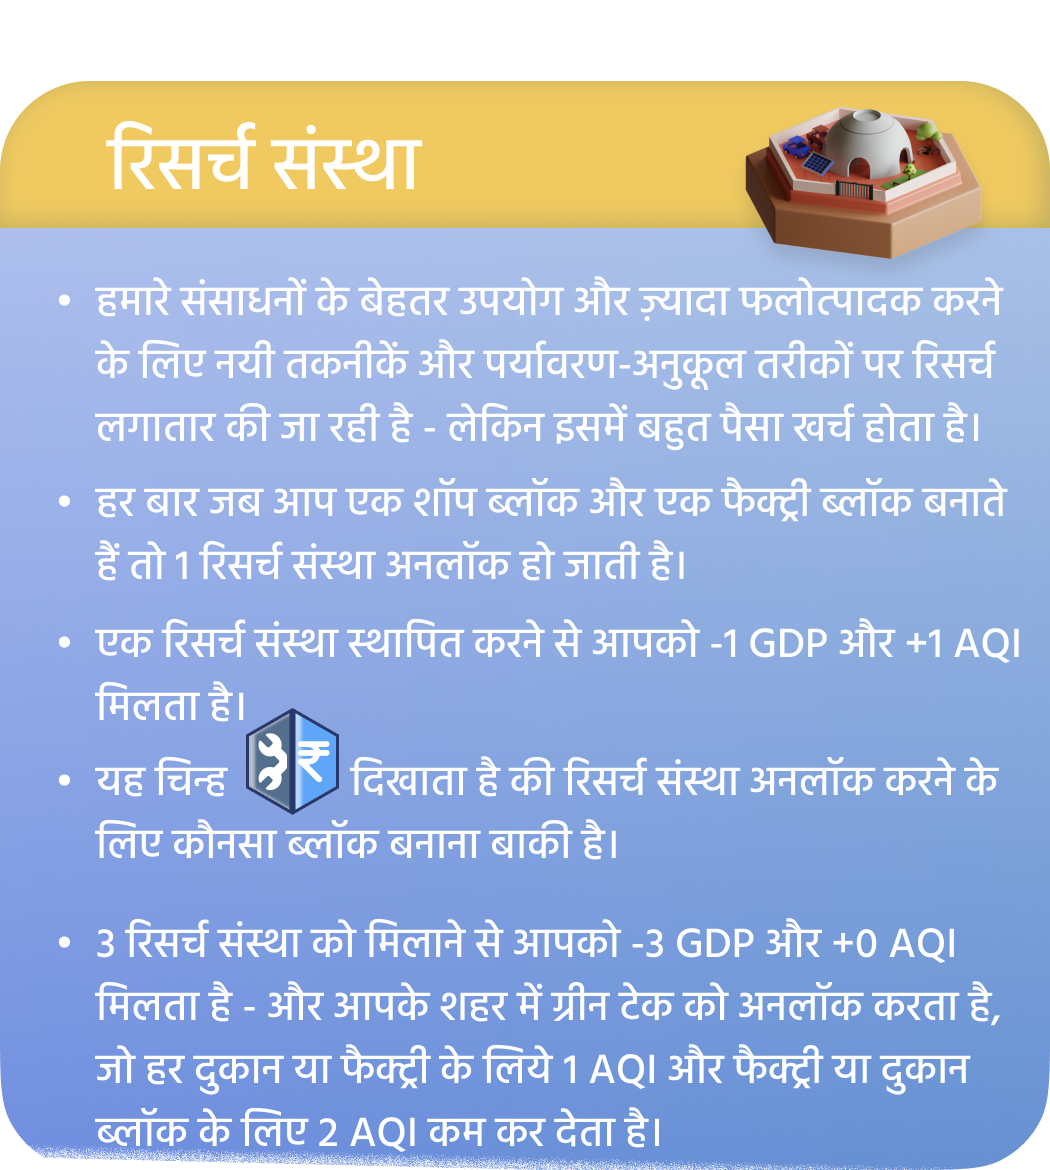 रिसर्च संस्था
• हमारे संसाधनों के बेहतर उपयोग और ज़्यादा फलोत्पादक करने
के लिए नयी तकनीकें और पर्यावरण-अनुकूल तरीकों पर रिसर्च
लगातार की जा रही है - लेकिन इसमें बहुत पैसा खर्च होता है।
• हर बार जब आप एक शॉप ब्लॉक और एक फैक्ट्री ब्लॉक बनाते
हैं तो 1 रिसर्च संस्था अनलॉक हो जाती है।
• एक रिसर्च संस्था स्थापित करने से आपको -1 GDP और +1 AQI
मिलता है।
• यह चिन्ह ₹ दिखाता है की रिसर्च संस्था अनलॉक करने के
लिए कौनसा ब्लॉक बनाना बाकी है।
• 3 रिसर्च संस्था को मिलाने से आपको -3 GDP और +0 AQI
मिलता है - और आपके शहर में ग्रीन टेक को अनलॉक करता है,
जो हर दुकान या फैक्ट्री के लिये 1 AQI और फैक्ट्री या दुकान
ब्लॉक के लिए 2 AQI कम कर देता है।